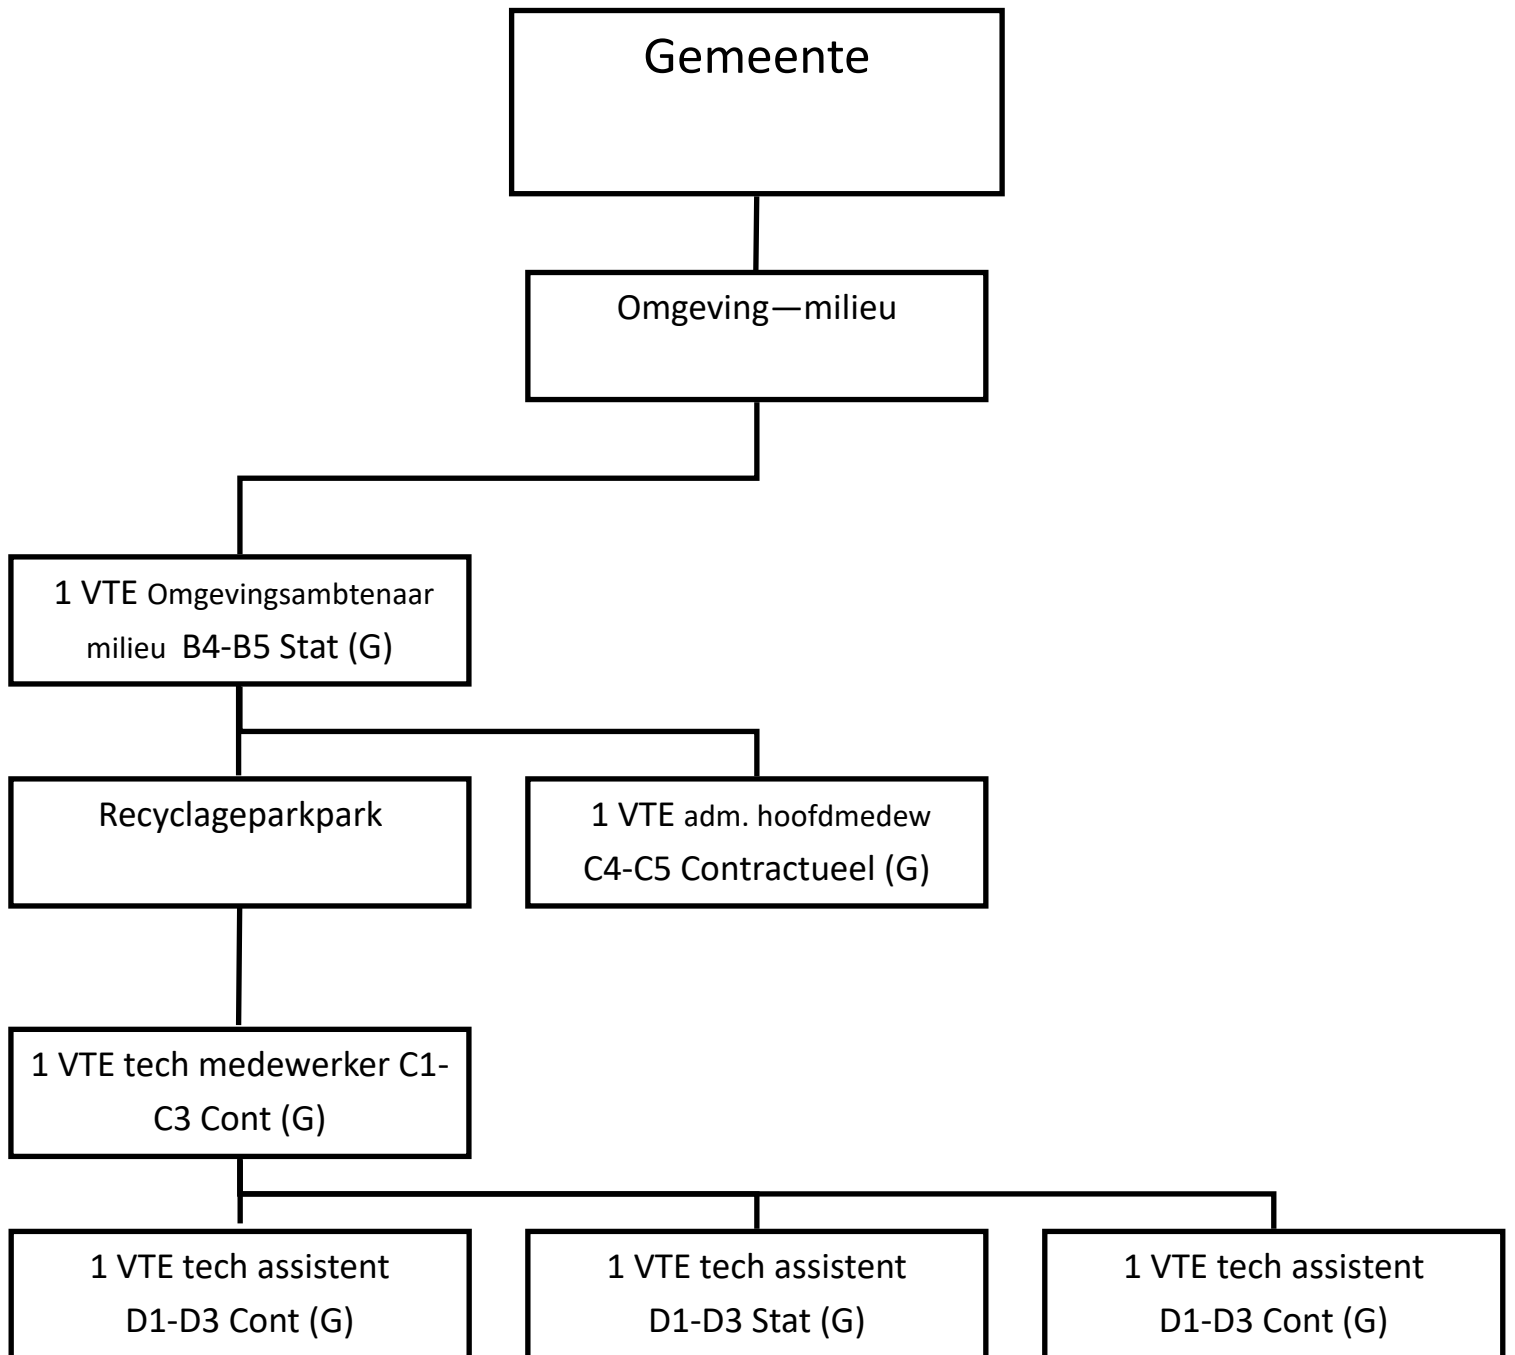 Gemeente
Omgeving—milieu
1 VTE Omgevingsambtenaar
milieu B4-B5 Stat (G)
Recyclageparkpark
1 VTE adm. hoofdmedew
C4-C5 Contractueel (G)
1 VTE tech medewerker C1-
C3 Cont (G)
1 VTE tech assistent
D1-D3 Cont (G)
1 VTE tech assistent
D1-D3 Stat (G)
1 VTE tech assistent
D1-D3 Cont (G)